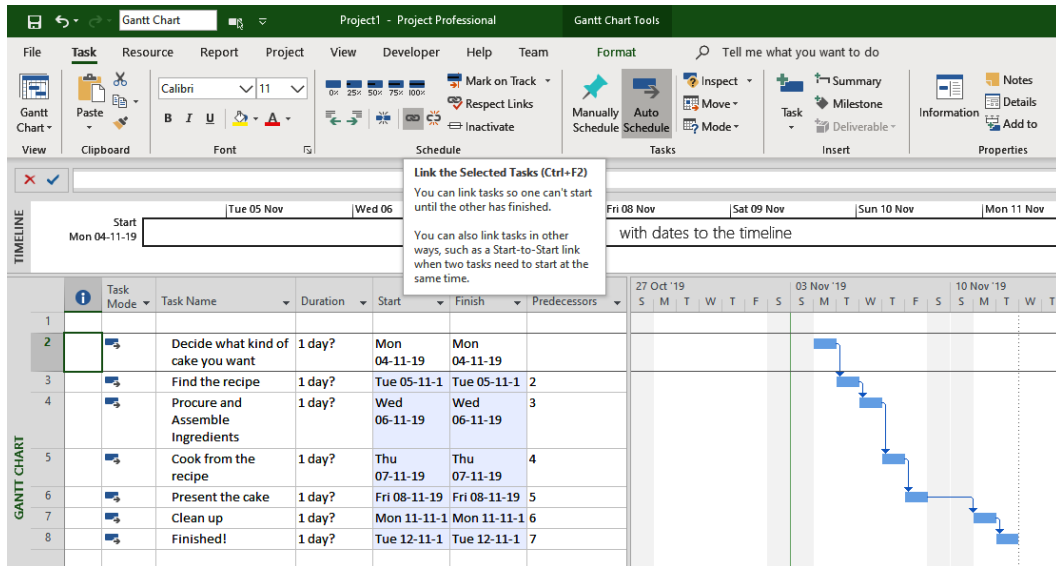 Gantt Chart
Project1 - Project Professional
Gantt Chart Tools
File Task Resource Report Project View Developer Help Team Format Tell me what you want to do
Gantt Chart
View
Paste
Clipboard
Calibri 11
B I U A
Font
0% 25% 50% 75% 100%
Mark on Track
Respect Links
Inactivate
Schedule
Manually Schedule
Auto Schedule
Inspect
Move
Mode
Tasks
Task
Summary
Milestone
Deliverable
Insert
Information
Notes
Details
Add to
Properties
Link the Selected Tasks (Ctrl+F2)
You can link tasks so one can't start
until the other has finished.
You can also link tasks in other
ways, such as a Start-to-Start link
when two tasks need to start at the
same time.
TIMELINE
Start
Mon 04-11-19
Tue 05 Nov Wed 06 Fri 08 Nov Sat 09 Nov Sun 10 Nov Mon 11 Nov
with dates to the timeline
GANTT CHART
Task Mode Task Name Duration Start Finish Predecessors
27 Oct '19 03 Nov '19 10 Nov '19
S M T W T F S S M T W T F S S M T W T
1
2 Decide what kind of cake you want 1 day? Mon 04-11-19 Mon 04-11-19
3 Find the recipe 1 day? Tue 05-11-1 Tue 05-11-1 2
4 Procure and Assemble Ingredients 1 day? Wed 06-11-19 Wed 06-11-19 3
5 Cook from the recipe 1 day? Thu 07-11-19 Thu 07-11-19 4
6 Present the cake 1 day? Fri 08-11-19 Fri 08-11-19 5
7 Clean up 1 day? Mon 11-11-1 Mon 11-11-1 6
8 Finished! 1 day? Tue 12-11-1 Tue 12-11-1 7